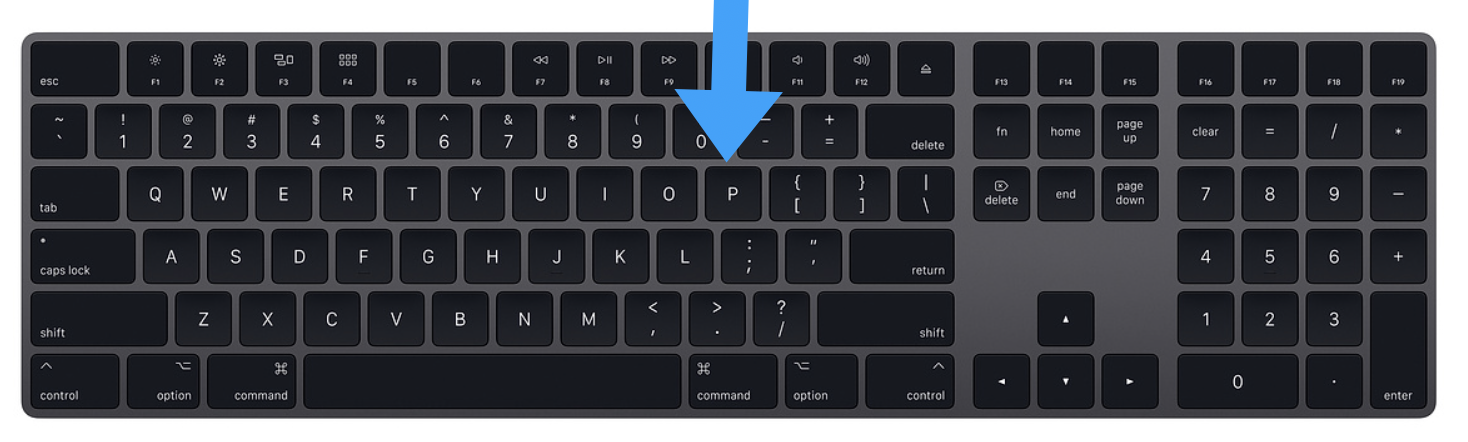 esc F1 F2 F3 F4 F5 F6 F7 F8 F9 F11 F12 F13 F14 F15 F16 F17 F18 F19
~ ! @ # $ % ^ & * ( – +
` 1 2 3 4 5 6 7 8 9 0 - = delete fn home page up clear = / *
tab Q W E R T Y U I O P { [ } ] | \ delete end page down 7 8 9 −
caps lock A S D F G H J K L : ; " ' return 4 5 6 +
shift Z X C V B N M < , > . ? / shift 1 2 3
control option command command option control 0 . enter